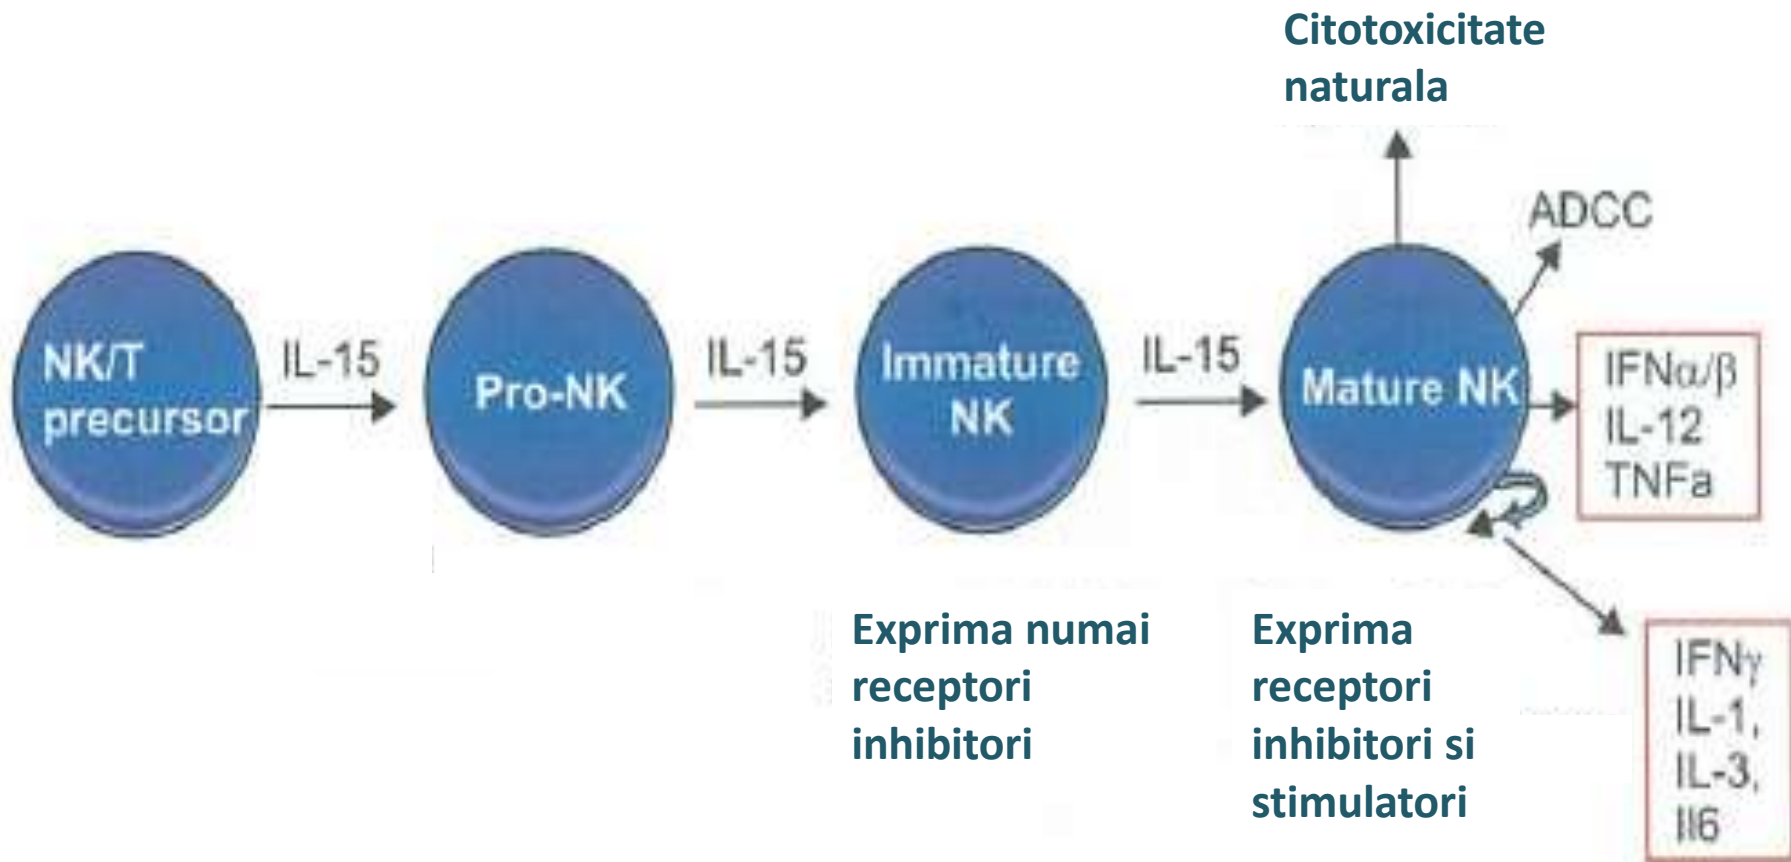 Citotoxicitate
naturala
ADCC
NK/T
precursor
IL-15
Pro-NK
IL-15
Immature
NK
IL-15
Mature NK
IFNα/β
IL-12
TNFa
Exprima numai
receptori
inhibitori
Exprima
receptori
inhibitori si
stimulatori
IFNγ
IL-1,
IL-3,
Il6